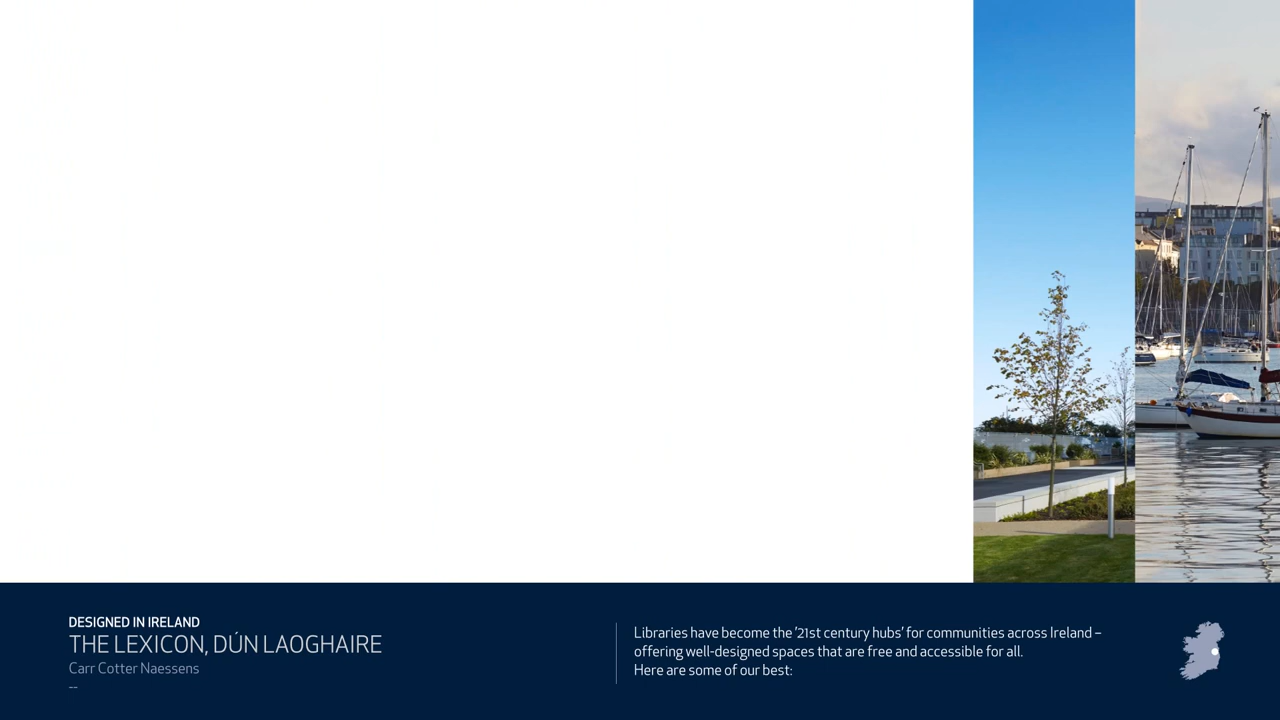 DESIGNED IN IRELAND
THE LEXICON, DÚN LAOGHAIRE
Carr Cotter Naessens
--
Libraries have become the '21st century hubs' for communities across Ireland –
offering well-designed spaces that are free and accessible for all.
Here are some of our best: